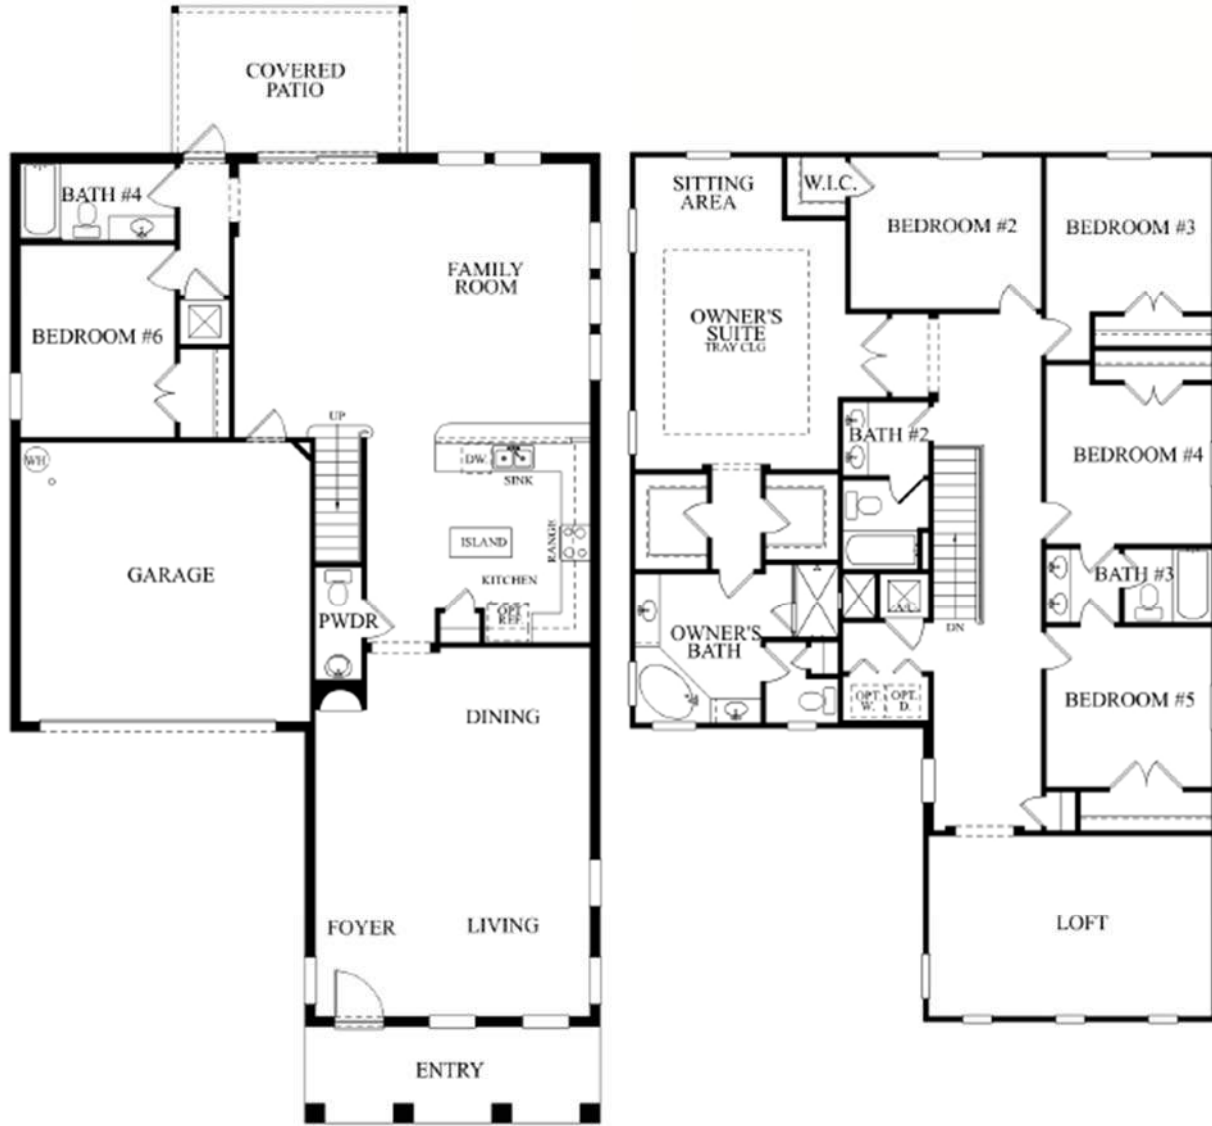 COVERED
PATIO
BATH #4
FAMILY
ROOM
BEDROOM #6
UP
WH
DW.
SINK
ISLAND
RANGE
KITCHEN
OPT.
REF.
GARAGE
PWDR
DINING
FOYER
LIVING
ENTRY
SITTING
AREA
W.I.C.
BEDROOM #2
BEDROOM #3
OWNER'S
SUITE
TRAY CLG
BATH #2
BEDROOM #4
BATH #3
OWNER'S
BATH
DN
OPT.
W.
OPT.
D.
BEDROOM #5
LOFT